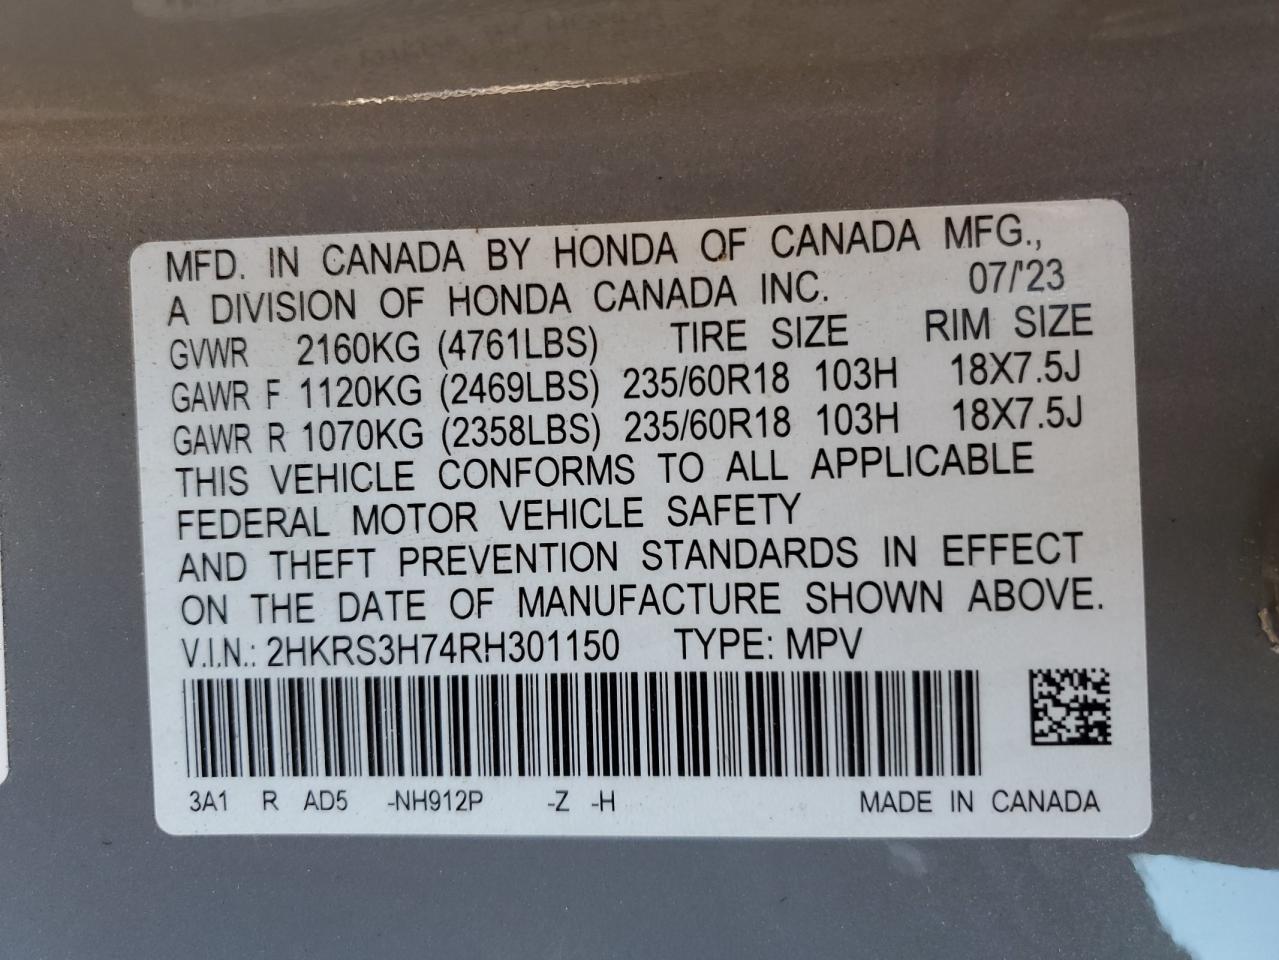 MFD. IN CANADA BY HONDA OF CANADA MFG.,
A DIVISION OF HONDA CANADA INC. 07/'23
GVWR 2160KG (4761LBS) TIRE SIZE RIM SIZE
GAWR F 1120KG (2469LBS) 235/60R18 103H 18X7.5J
GAWR R 1070KG (2358LBS) 235/60R18 103H 18X7.5J
THIS VEHICLE CONFORMS TO ALL APPLICABLE
FEDERAL MOTOR VEHICLE SAFETY
AND THEFT PREVENTION STANDARDS IN EFFECT
ON THE DATE OF MANUFACTURE SHOWN ABOVE.
V.I.N.: 2HKRS3H74RH301150 TYPE: MPV
3A1 R AD5 -NH912P -Z -H MADE IN CANADA